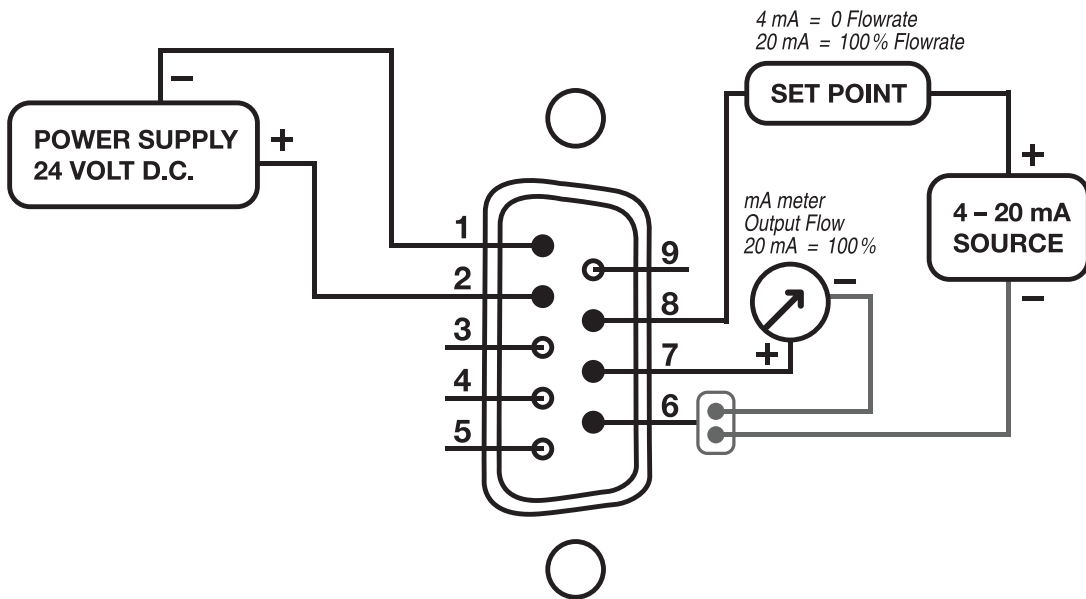 4 mA = 0 Flowrate
20 mA = 100% Flowrate
SET POINT
–
POWER SUPPLY
24 VOLT D.C.
+
+
4 – 20 mA
SOURCE
–
mA meter
Output Flow
20 mA = 100%
–
+
1
2
3
4
5
9
8
7
6